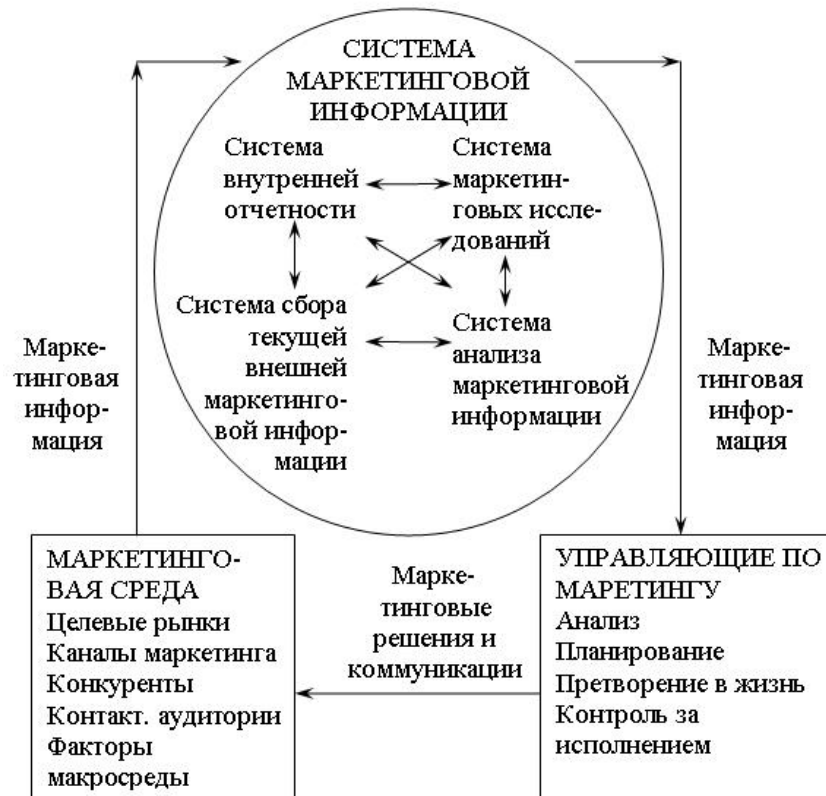 СИСТЕМА
МАРКЕТИНГОВОЙ
ИНФОРМАЦИИ
Система
внутренней
отчетности
Система
маркетин-
говых иссле-
дований
Система сбора
текущей
внешней
маркетинго-
вой инфор-
мации
Система
анализа
маркетинговой
информации
Марке-
тинговая
инфор-
мация
Марке-
тинговая
инфор-
мация
МАРКЕТИНГО-
ВАЯ СРЕДА
Целевые рынки
Каналы маркетинга
Конкуренты
Контакт. аудитории
Факторы
макросреды
Марке-
тинговые
решения и
коммуникации
УПРАВЛЯЮЩИЕ ПО
МАРЕТИНГУ
Анализ
Планирование
Претворение в жизнь
Контроль за
исполнением